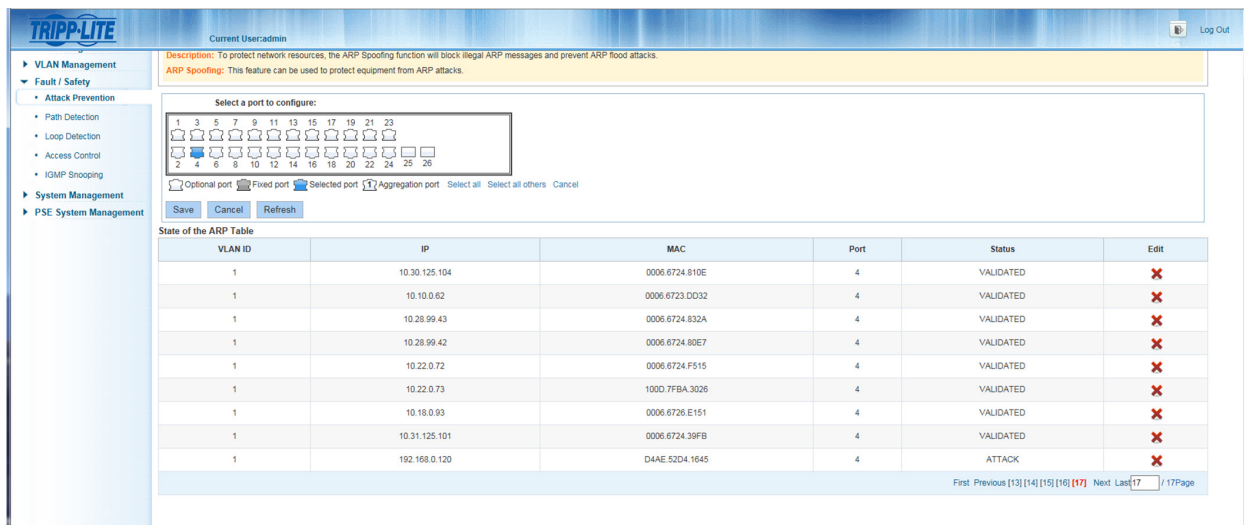 TRIPP·LITE
Current User:admin
Log Out
VLAN Management
Fault / Safety
Attack Prevention
Path Detection
Loop Detection
Access Control
IGMP Snooping
System Management
PSE System Management
Description: To protect network resources, the ARP Spoofing function will block illegal ARP messages and prevent ARP flood attacks.
ARP Spoofing: This feature can be used to protect equipment from ARP attacks.
Select a port to configure:
1 3 5 7 9 11 13 15 17 19 21 23
2 4 6 8 10 12 14 16 18 20 22 24 25 26
Optional port Fixed port Selected port 1 Aggregation port Select all Select all others Cancel
Save Cancel Refresh
State of the ARP Table
VLAN ID IP MAC Port Status Edit
1 10.30.125.104 0006.6724.810E 4 VALIDATED
1 10.10.0.62 0006.6723.DD32 4 VALIDATED
1 10.28.99.43 0006.6724.832A 4 VALIDATED
1 10.28.99.42 0006.6724.80E7 4 VALIDATED
1 10.22.0.72 0006.6724.F515 4 VALIDATED
1 10.22.0.73 100D.7FBA.3026 4 VALIDATED
1 10.18.0.93 0006.6726.E151 4 VALIDATED
1 10.31.125.101 0006.6724.39FB 4 VALIDATED
1 192.168.0.120 D4AE.52D4.1645 4 ATTACK
First Previous [13] [14] [15] [16] [17] Next Last 17 / 17Page